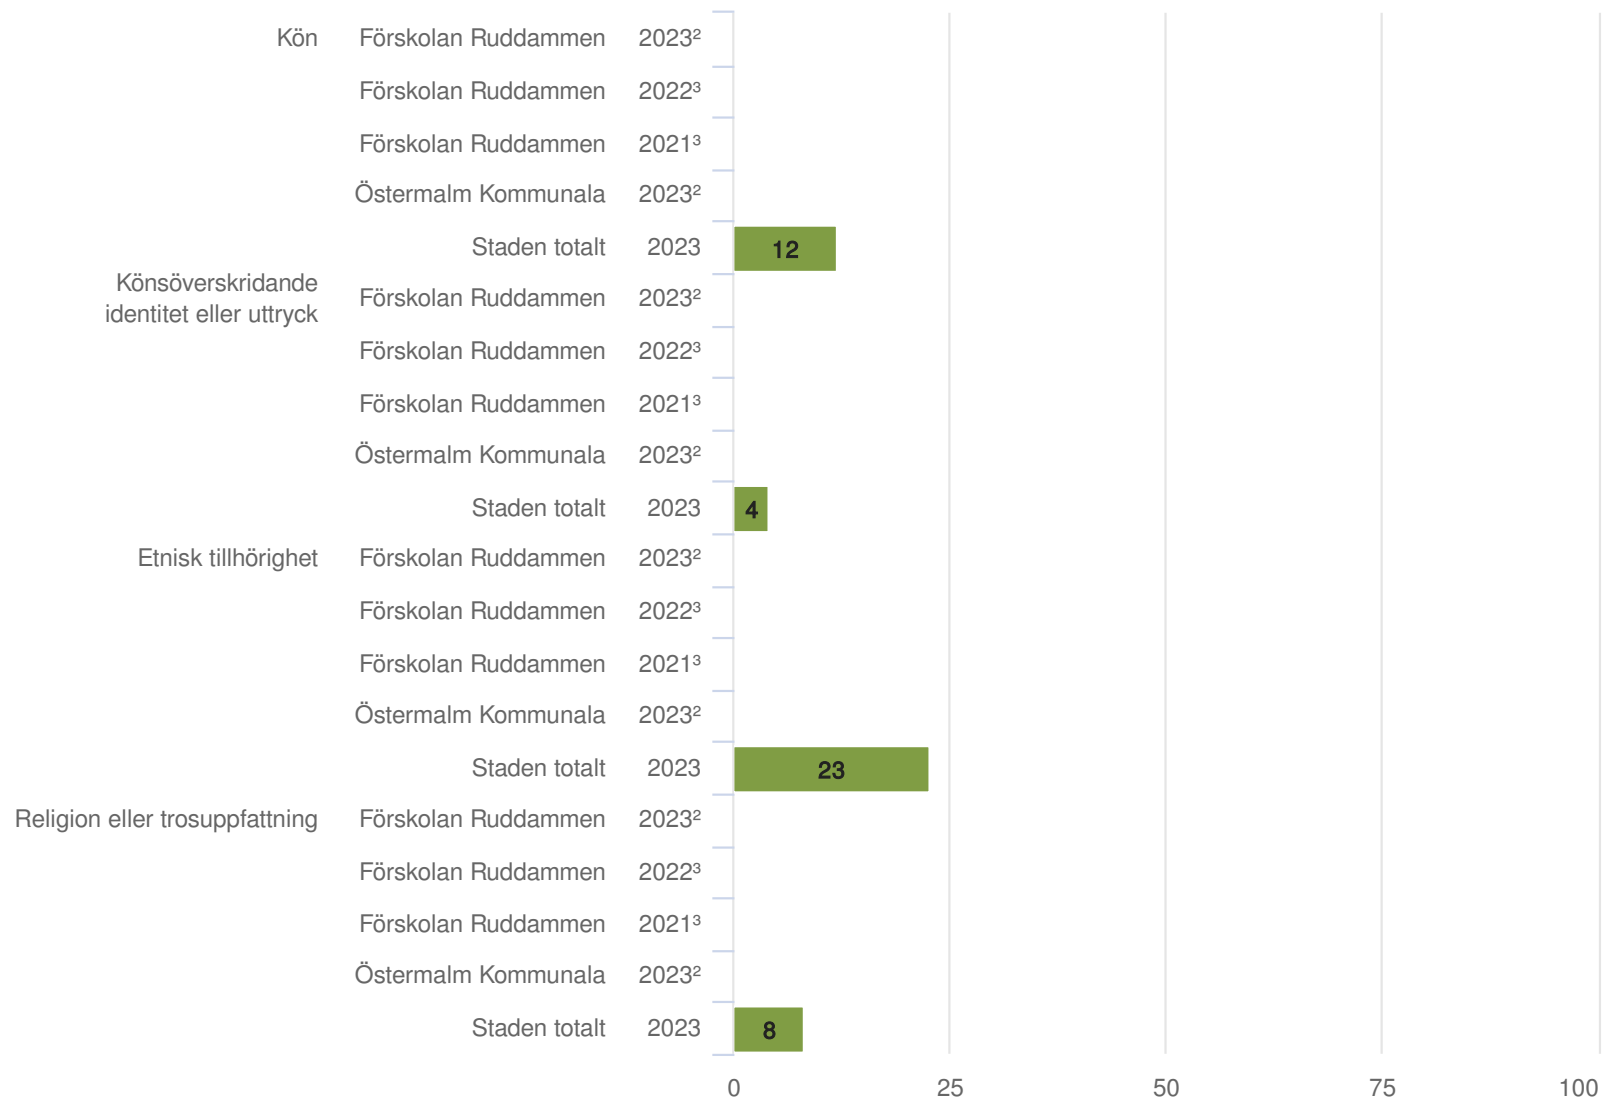 Kön Förskolan Ruddammen 2023²
Förskolan Ruddammen 2022³
Förskolan Ruddammen 2021³
Östermalm Kommunala 2023²
Staden totalt 2023 12
Könsöverskridande
identitet eller uttryck
Förskolan Ruddammen 2023²
Förskolan Ruddammen 2022³
Förskolan Ruddammen 2021³
Östermalm Kommunala 2023²
Staden totalt 2023 4
Etnisk tillhörighet Förskolan Ruddammen 2023²
Förskolan Ruddammen 2022³
Förskolan Ruddammen 2021³
Östermalm Kommunala 2023²
Staden totalt 2023 23
Religion eller trosuppfattning Förskolan Ruddammen 2023²
Förskolan Ruddammen 2022³
Förskolan Ruddammen 2021³
Östermalm Kommunala 2023²
Staden totalt 2023 8
0 25 50 75 100